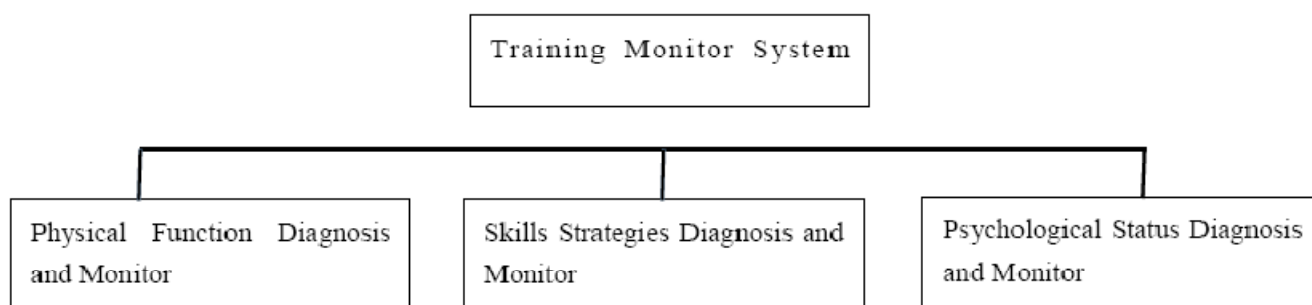 Training Monitor System
Physical Function Diagnosis
and Monitor
Skills Strategies Diagnosis and
Monitor
Psychological Status Diagnosis
and Monitor